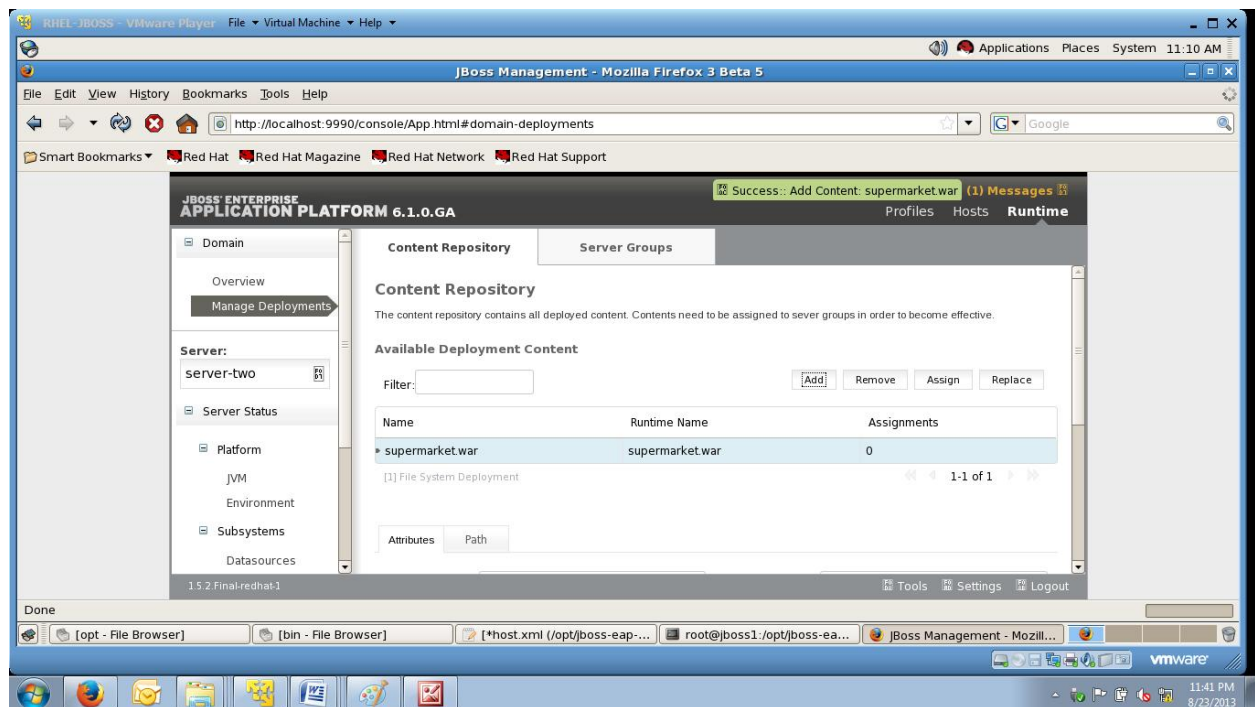 RHEL-JBOSS - VMware Player File Virtual Machine Help
Applications Places System 11:10 AM
JBoss Management - Mozilla Firefox 3 Beta 5
File Edit View History Bookmarks Tools Help
http://localhost:9990/console/App.html#domain-deployments
Google
Smart Bookmarks Red Hat Red Hat Magazine Red Hat Network Red Hat Support
Success:: Add Content: supermarket.war (1) Messages
JBOSS' ENTERPRISE
APPLICATION PLATFORM 6.1.0.GA
Profiles Hosts Runtime
Domain
Overview
Manage Deployments
Server:
server-two
Server Status
Platform
JVM
Environment
Subsystems
Datasources
Content Repository Server Groups
Content Repository
The content repository contains all deployed content. Contents need to be assigned to sever groups in order to become effective.
Available Deployment Content
Filter: Add Remove Assign Replace
Name Runtime Name Assignments
supermarket.war supermarket.war 0
[1] File System Deployment 1-1 of 1
Attributes Path
1.5.2.Final-redhat-1 Tools Settings Logout
Done
[opt - File Browser] [bin - File Browser] [*host.xml (/opt/jboss-eap-... root@jboss1:/opt/jboss-ea... JBoss Management - Mozill...
vmware
11:41 PM
8/23/2013